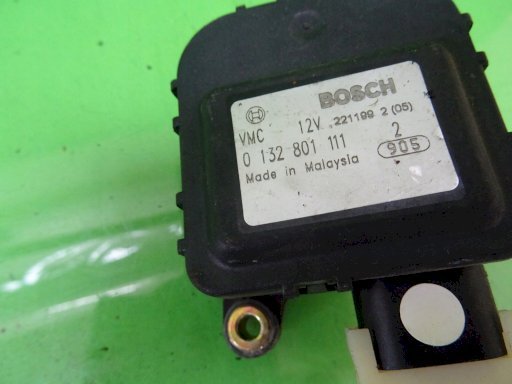 BOSCH
VMC 12V 221199 2 (05)
0 132 801 111 2
Made in Malaysia 905